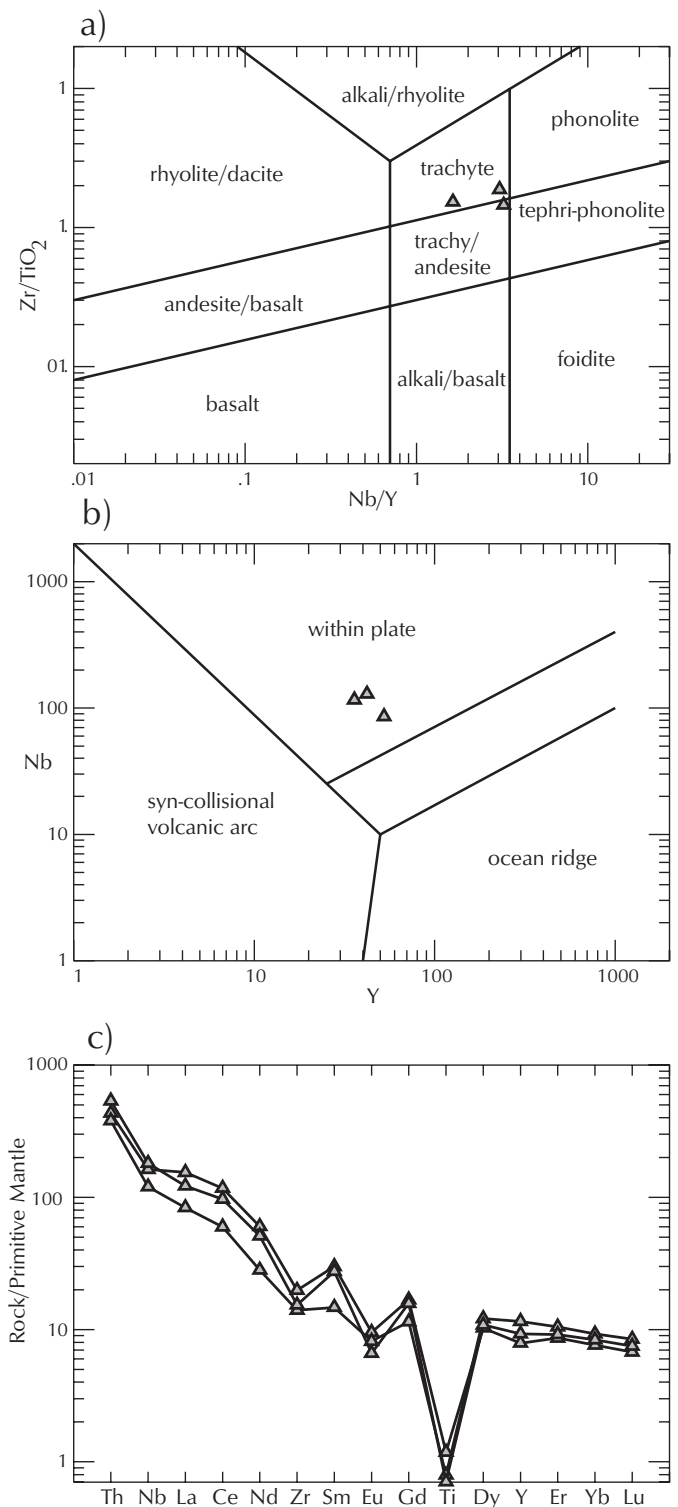 a)
1
alkali/rhyolite
phonolite
rhyolite/dacite
trachyte
tephri-phonolite
Zr/TiO2
.1
trachy/
andesite
andesite/basalt
.01
alkali/basalt
foidite
basalt
.01 .1 1 10
Nb/Y
b)
1000
within plate
100
Nb
syn-collisional
volcanic arc
10
ocean ridge
1
1 10 100 1000
Y
c)
1000
100
Rock/Primitive Mantle
10
1
Th Nb La Ce Nd Zr Sm Eu Gd Ti Dy Y Er Yb Lu